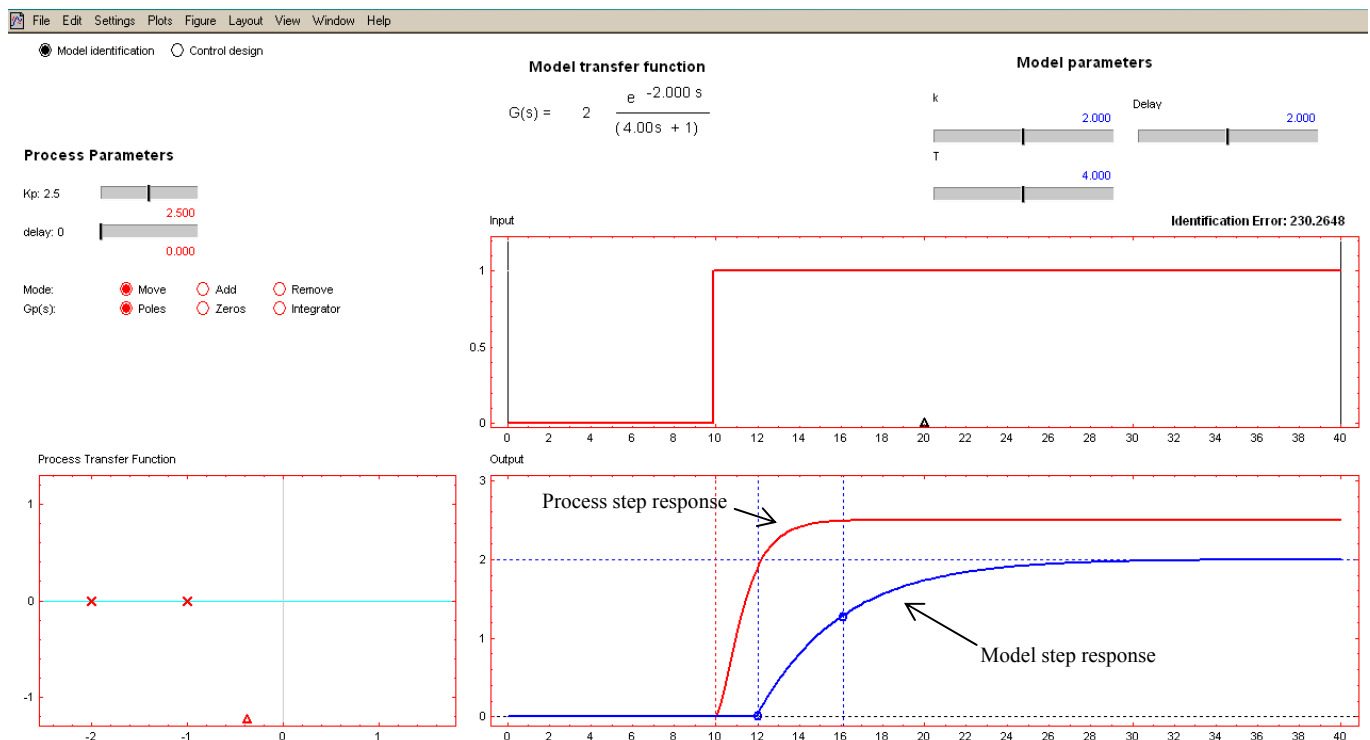 File Edit Settings Plots Figure Layout View Window Help
Model identification Control design
Model transfer function
G(s) = 2 e -2.000 s
(4.00s + 1)
Model parameters
k
2.000
Delay
2.000
T
4.000
Process Parameters
Kp: 2.5
2.500
delay: 0
0.000
Mode: Move Add Remove
Gp(s): Poles Zeros Integrator
Input
Identification Error: 230.2648
1
0.5
0
0 2 4 6 8 10 12 14 16 18 20 22 24 26 28 30 32 34 36 38 40
Process Transfer Function
1
0
-1
-2 -1 0 1
Output
3
2
1
0
Process step response
Model step response
0 2 4 6 8 10 12 14 16 18 20 22 24 26 28 30 32 34 36 38 40